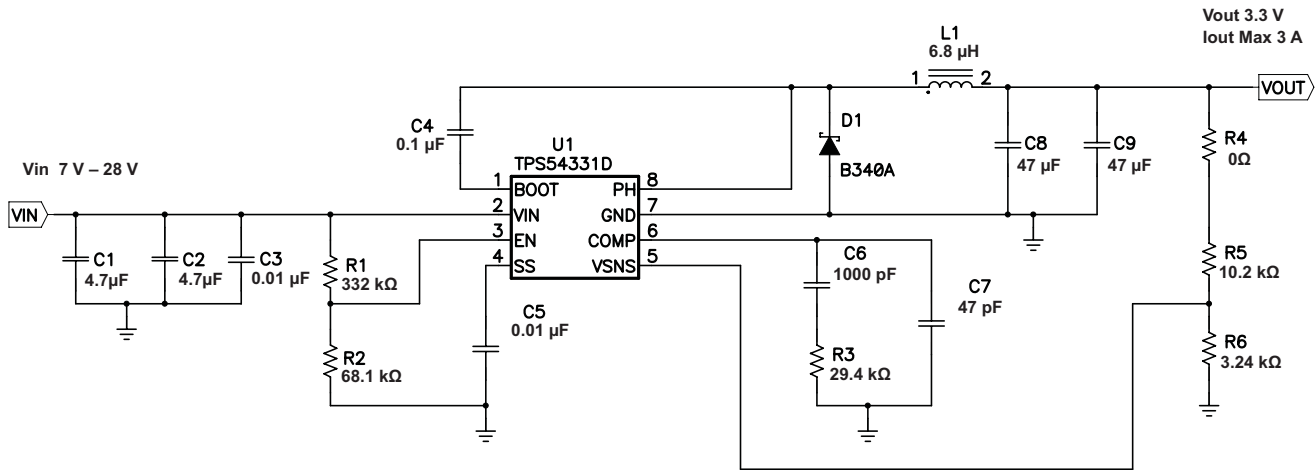 Vout 3.3 V
Iout Max 3 A
L1
6.8 µH
1
2
VOUT
C4
0.1 µF
D1
B340A
C8
47 µF
C9
47 µF
R4
0Ω
U1
TPS54331D
Vin 7 V – 28 V
VIN
1
BOOT
PH
8
2
VIN
GND
7
3
EN
COMP
6
4
SS
VSNS
5
C1
4.7µF
C2
4.7µF
C3
0.01 µF
R1
332 kΩ
C6
1000 pF
C7
47 pF
R5
10.2 kΩ
C5
0.01 µF
R2
68.1 kΩ
R3
29.4 kΩ
R6
3.24 kΩ